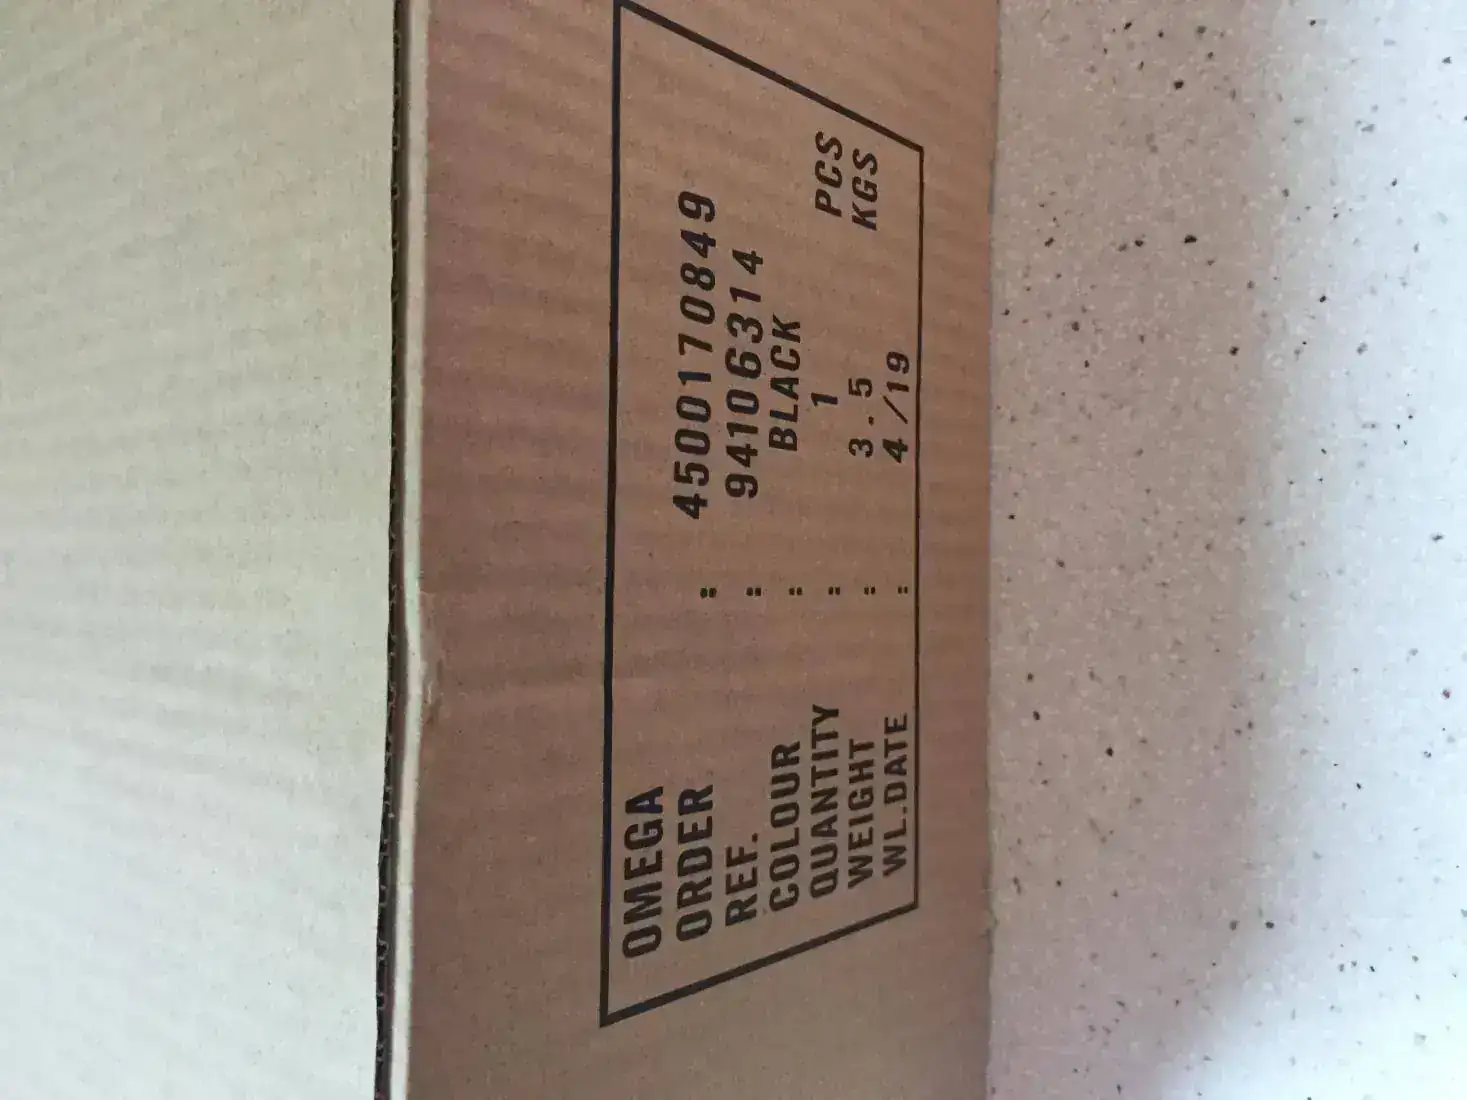 OMEGA
ORDER : 4500170849
REF. : 94106314
COLOUR : BLACK
QUANTITY : 1 PCS
WEIGHT : 3.5 KGS
WL.DATE : 4/19